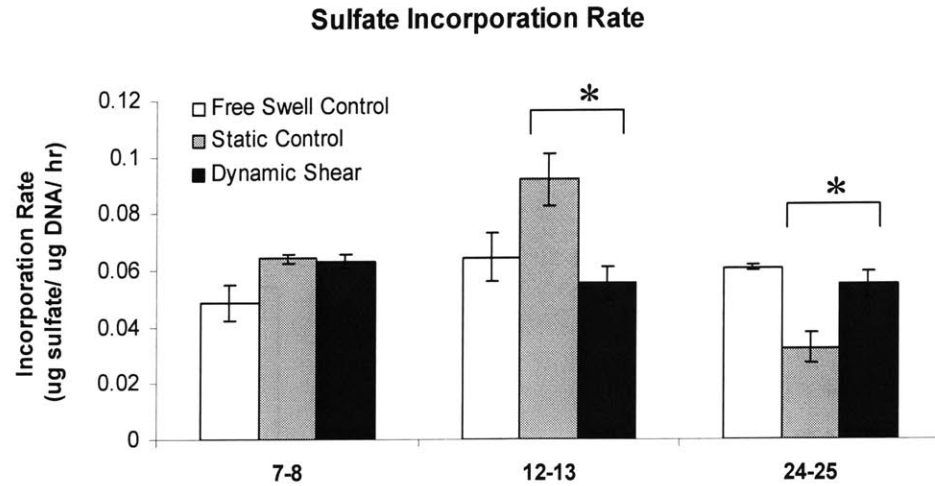 Sulfate Incorporation Rate
Incorporation Rate
(ug sulfate/ ug DNA/ hr)
0.12
0.1
0.08
0.06
0.04
0.02
0
Free Swell Control
Static Control
Dynamic Shear
*
*
7-8
12-13
24-25